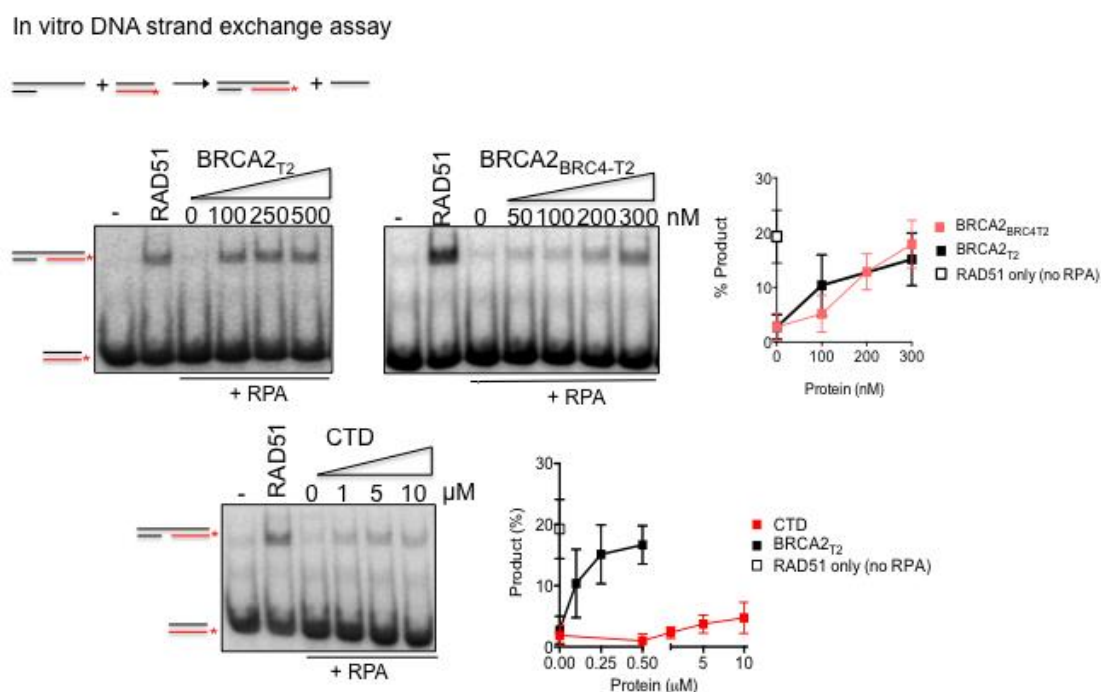 In vitro DNA strand exchange assay
* + → * +
- RAD51 BRCA2T2
0 100 250 500
*
*
+ RPA
- RAD51 BRCA2BRC4-T2
0 50 100 200 300 nM
+ RPA
% Product
30
20
10
0
0 100 200 300
Protein (nM)
BRCA2BRC4T2
BRCA2T2
RAD51 only (no RPA)
- RAD51 CTD
0 1 5 10 µM
*
*
+ RPA
Product (%)
30
20
10
0
0.00 0.25 0.50 5 10
Protein (µM)
CTD
BRCA2T2
RAD51 only (no RPA)